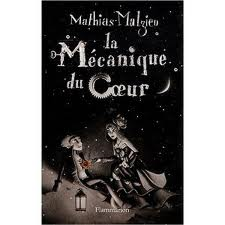 Mathias Malzieu
la
Mécanique
du Cœur
Flammarion